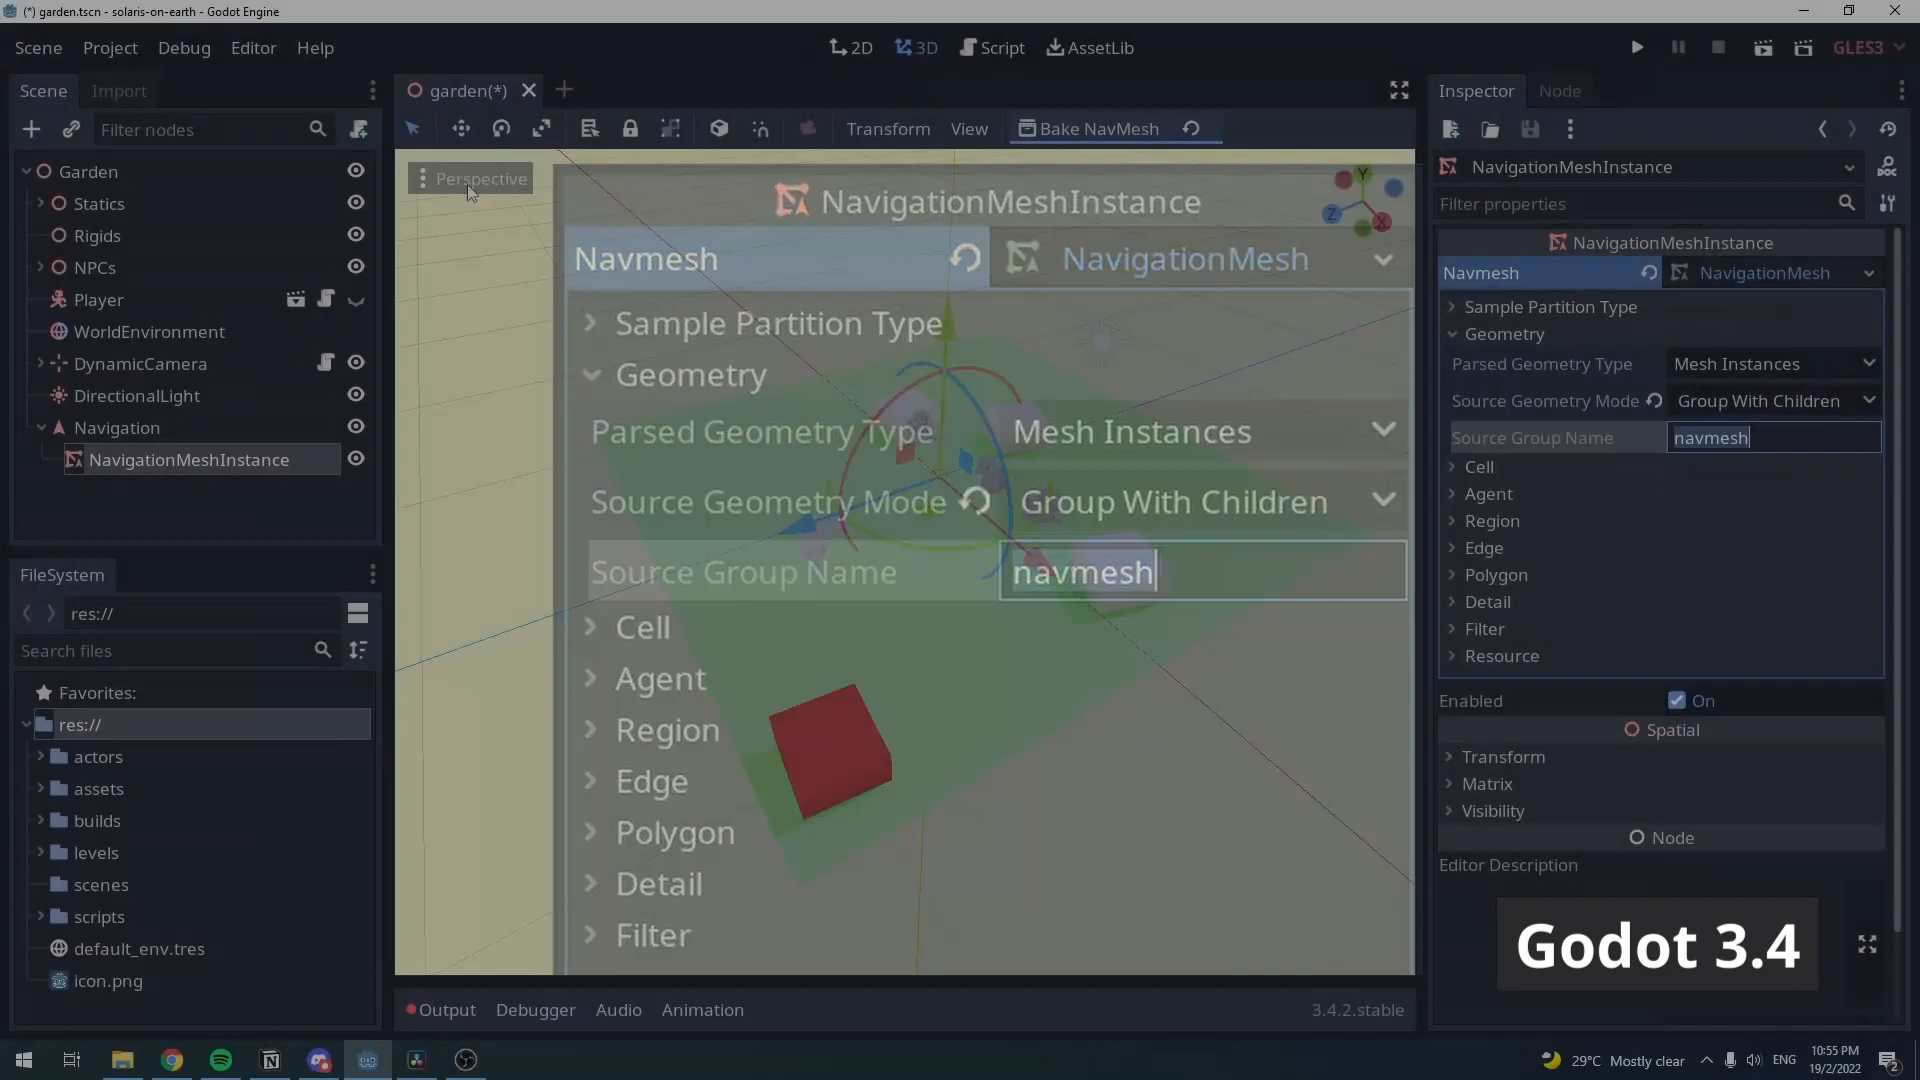 (*) garden.tscn - solaris-on-earth - Godot Engine
Scene Project Debug Editor Help
2D 3D Script AssetLib
GLES3
Scene Import
Filter nodes
Garden
Statics
Rigids
NPCs
Player
WorldEnvironment
DynamicCamera
DirectionalLight
Navigation
NavigationMeshInstance
FileSystem
res://
Search files
Favorites:
res://
actors
assets
builds
levels
scenes
scripts
default_env.tres
icon.png
garden(*)
Transform View Bake NavMesh
Perspective
Y
Z
X
NavigationMeshInstance
Navmesh NavigationMesh
Sample Partition Type
Geometry
Parsed Geometry Type Mesh Instances
Source Geometry Mode Group With Children
Source Group Name navmesh
Cell
Agent
Region
Edge
Polygon
Detail
Filter
Output Debugger Audio Animation 3.4.2.stable
Inspector Node
NavigationMeshInstance
Filter properties
NavigationMeshInstance
Navmesh NavigationMesh
Sample Partition Type
Geometry
Parsed Geometry Type Mesh Instances
Source Geometry Mode Group With Children
Source Group Name navmesh
Cell
Agent
Region
Edge
Polygon
Detail
Filter
Resource
Enabled On
Spatial
Transform
Matrix
Visibility
Node
Editor Description
Godot 3.4
29°C Mostly clear
ENG
10:55 PM
19/2/2022
2